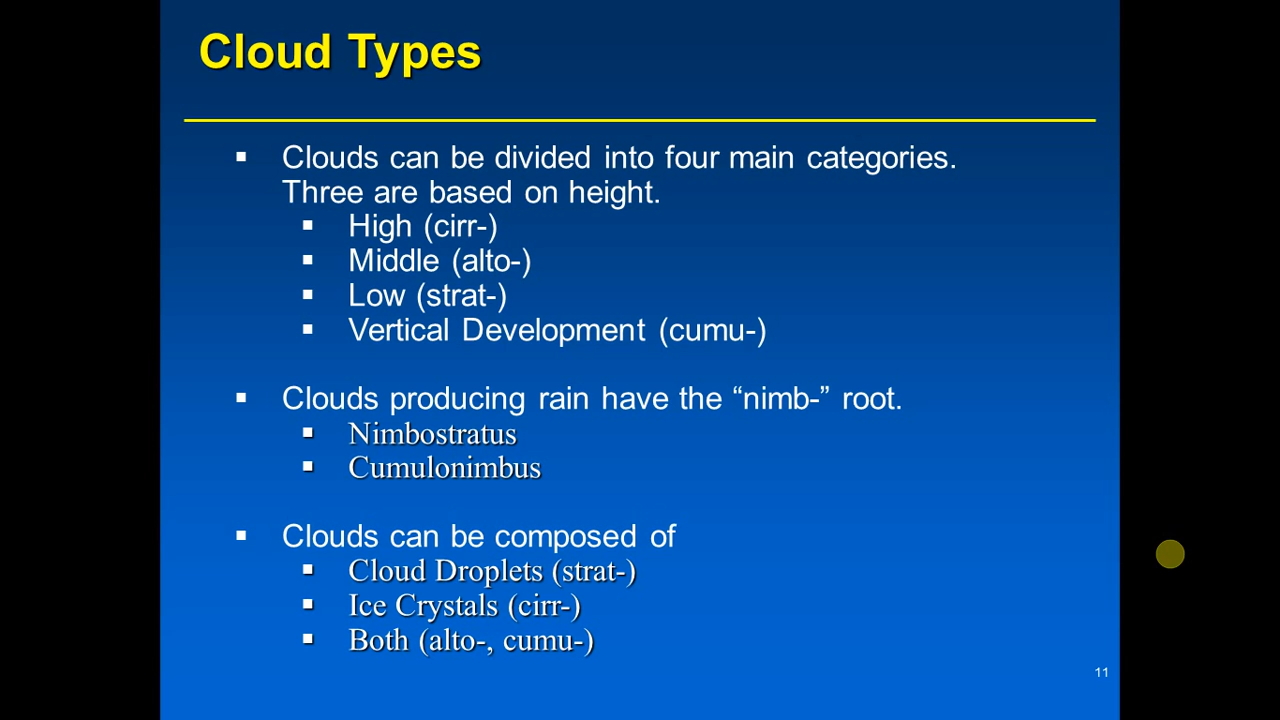 Cloud Types
▪ Clouds can be divided into four main categories.
Three are based on height.
▪ High (cirr-)
▪ Middle (alto-)
▪ Low (strat-)
▪ Vertical Development (cumu-)
▪ Clouds producing rain have the “nimb-” root.
▪ Nimbostratus
▪ Cumulonimbus
▪ Clouds can be composed of
▪ Cloud Droplets (strat-)
▪ Ice Crystals (cirr-)
▪ Both (alto-, cumu-)
11